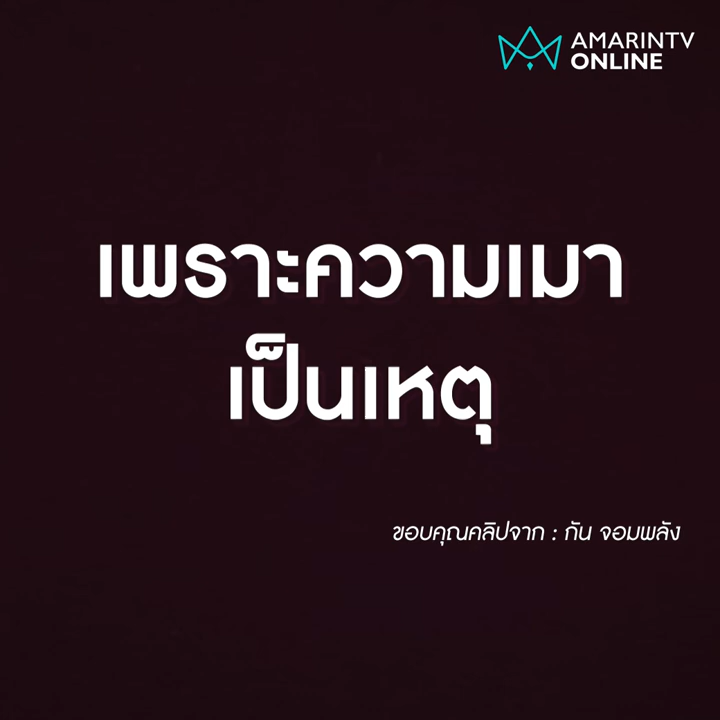 AMARINTV
ONLINE
เพราะความเมา
เป็นเหตุ
ขอบคุณคลิปจาก : กัน จอมพลัง